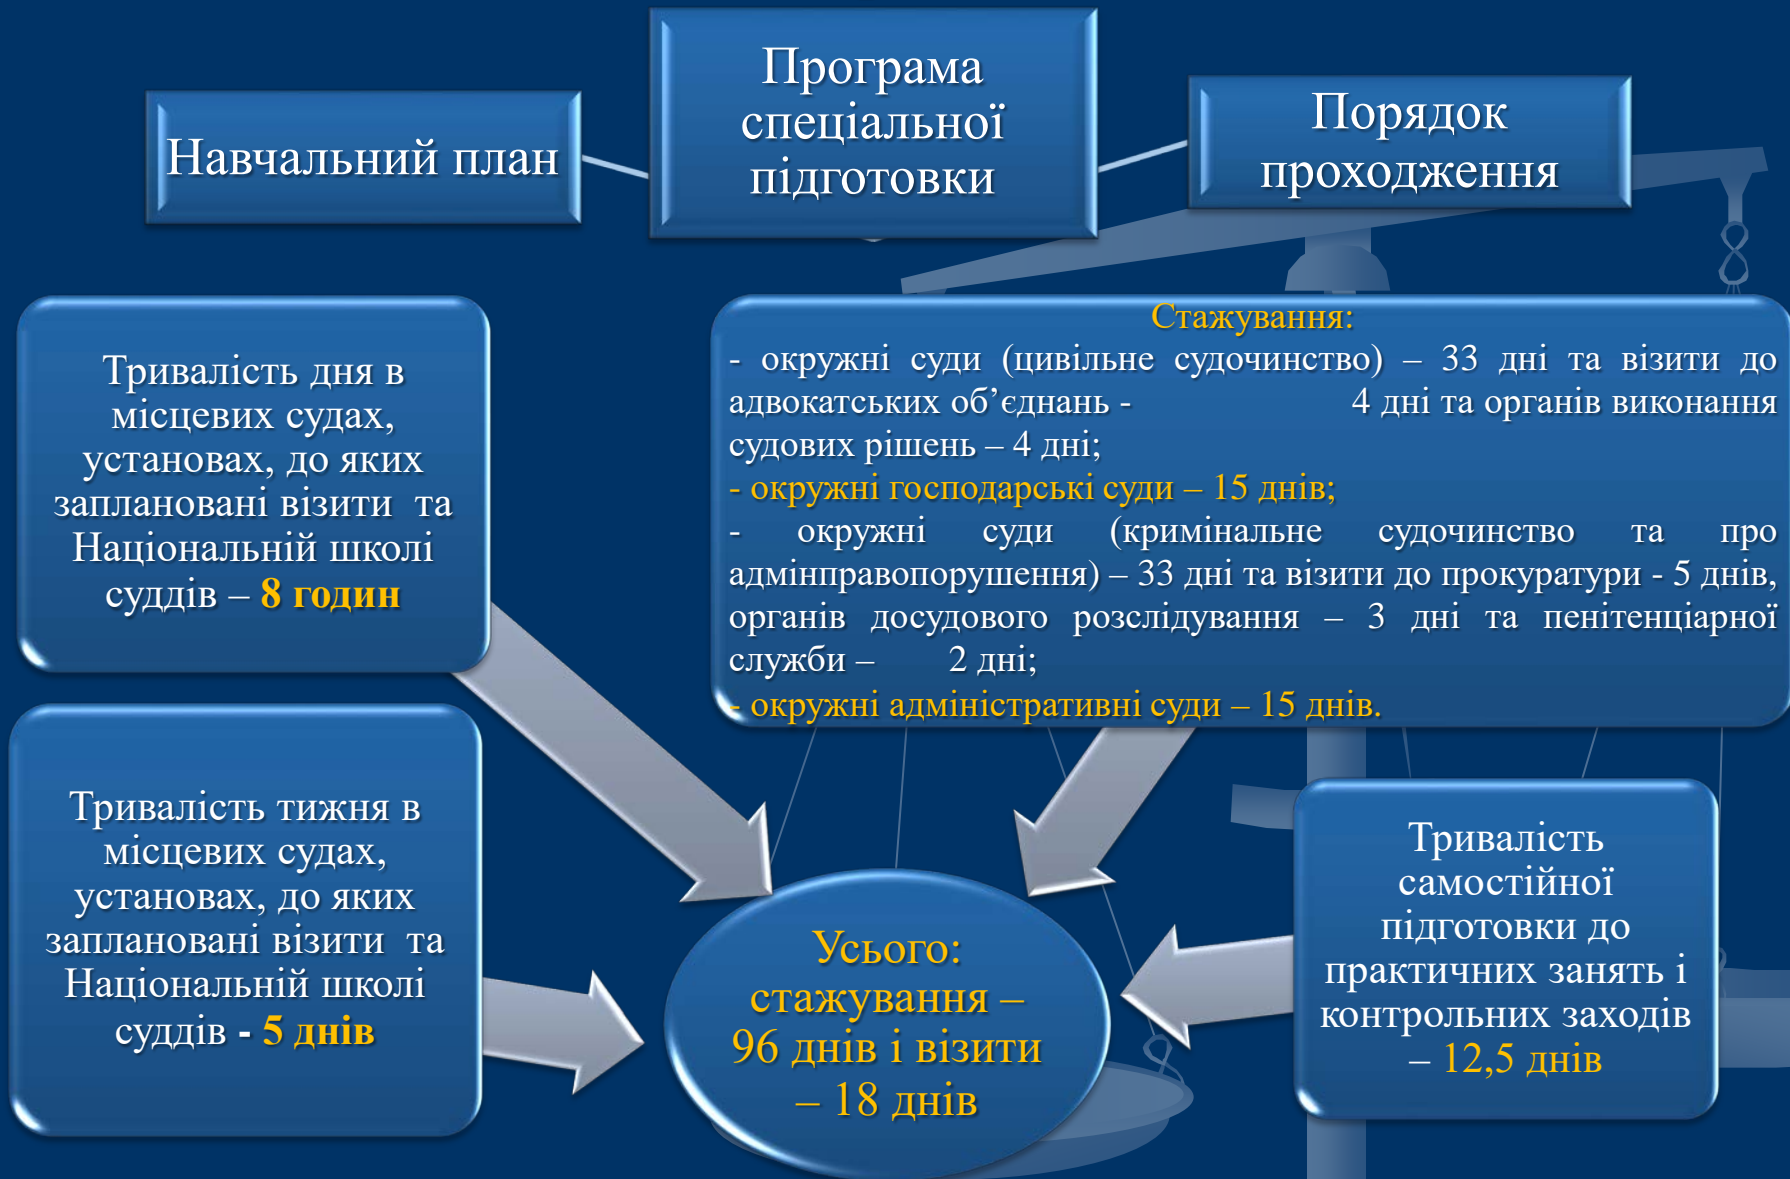 Навчальний план
Програма
спеціальної
підготовки
Порядок
проходження
Тривалість дня в
місцевих судах,
установах, до яких
заплановані візити та
Національній школі
суддів – 8 годин
Стажування:
- окружні суди (цивільне судочинство) – 33 дні та візити до
адвокатських об’єднань - 4 дні та органів виконання
судових рішень – 4 дні;
- окружні господарські суди – 15 днів;
- окружні суди (кримінальне судочинство та про
адмінправопорушення) – 33 дні та візити до прокуратури - 5 днів,
органів досудового розслідування – 3 дні та пенітенціарної
служби – 2 дні;
- окружні адміністративні суди – 15 днів.
Тривалість тижня в
місцевих судах,
установах, до яких
заплановані візити та
Національній школі
суддів - 5 днів
Усього:
стажування –
96 днів і візити
– 18 днів
Тривалість
самостійної
підготовки до
практичних занять і
контрольних заходів
– 12,5 днів